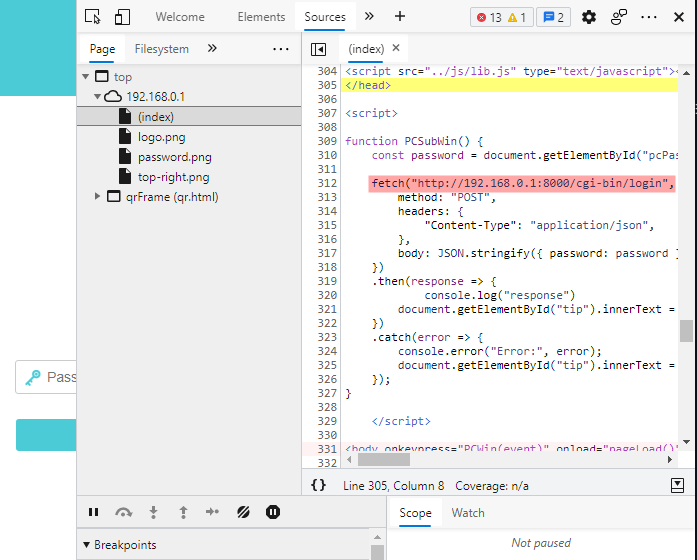 Welcome Elements Sources » + 13 1 2 ··· ×
Page Filesystem » ··· (index) ×
top
192.168.0.1
(index)
logo.png
password.png
top-right.png
qrFrame (qr.html)
304 <script src="../js/lib.js" type="text/javascript"><
305 </head>
306
307 <script>
308
309 function PCSubWin() {
310 const password = document.getElementById("pcPas
311
312 fetch("http://192.168.0.1:8000/cgi-bin/login",
313 method: "POST",
314 headers: {
315 "Content-Type": "application/json",
316 },
317 body: JSON.stringify({ password: password }
318 })
319 .then(response => {
320 console.log("response")
321 document.getElementById("tip").innerText =
322 })
323 .catch(error => {
324 console.error("Error:", error);
325 document.getElementById("tip").innerText =
326 });
327 }
328
329 </script>
330
331 <body onkeypress="PCWin(event)" onload="pageLoad()"
332
Pass
{} Line 305, Column 8 Coverage: n/a
Scope Watch
Not paused
Breakpoints